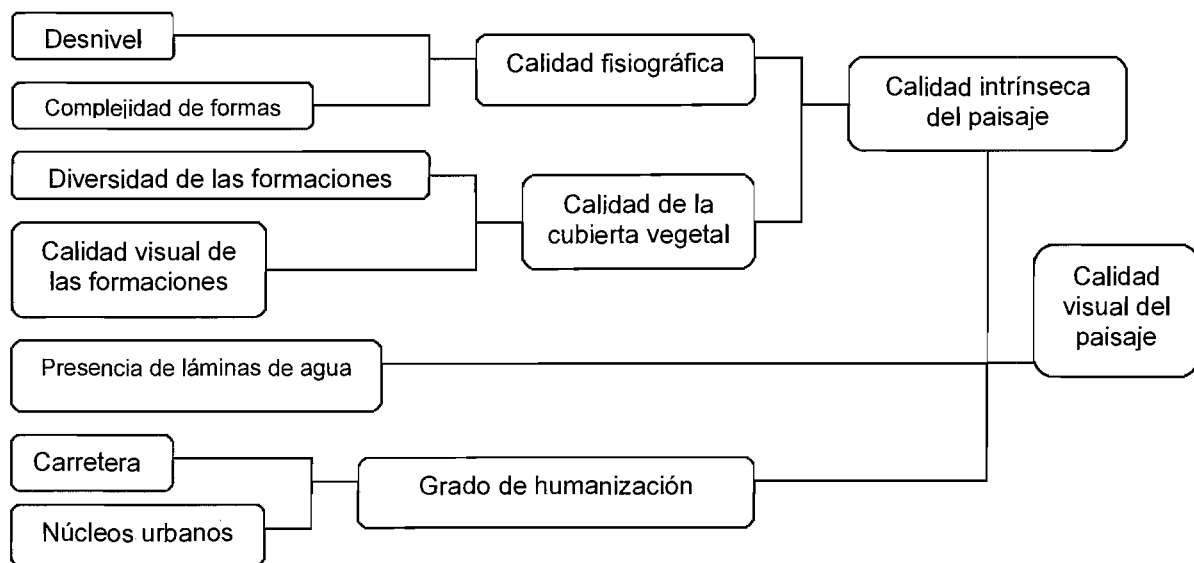 Desnivel
Complejidad de formas
Calidad fisiográfica
Calidad intrínseca
del paisaje
Diversidad de las formaciones
Calidad visual de
las formaciones
Calidad de la
cubierta vegetal
Calidad
visual del
paisaje
Presencia de láminas de agua
Carretera
Núcleos urbanos
Grado de humanización